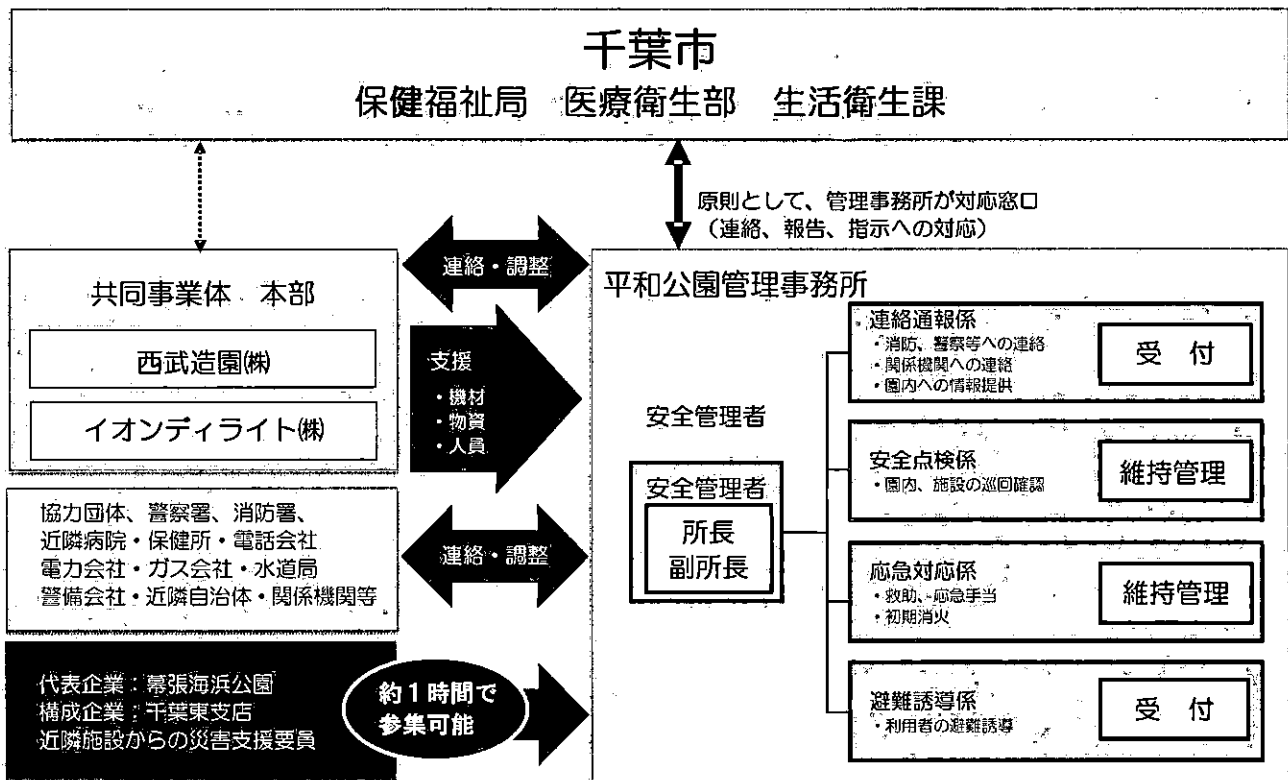 千葉市
保健福祉局 医療衛生部 生活衛生課
原則として、管理事務所が対応窓口
(連絡、報告、指示への対応)
連絡・調整
共同事業体 本部
西武造園㈱
イオンディライト㈱
支援
・機材
・物資
・人員
協力団体、警察署、消防署、
近隣病院・保健所・電話会社
電力会社・ガス会社・水道局
警備会社・近隣自治体・関係機関等
連絡・調整
代表企業：幕張海浜公園
構成企業：千葉東支店
近隣施設からの災害支援要員
約1時間で
参集可能
平和公園管理事務所
安全管理者
安全管理者
所長
副所長
連絡通報係
・消防、警察等への連絡
・関係機関への連絡
・園内への情報提供
受 付
安全点検係
・園内、施設の巡回確認
維持管理
応急対応係
・救助、応急手当
・初期消火
維持管理
避難誘導係
・利用者の避難誘導
受 付